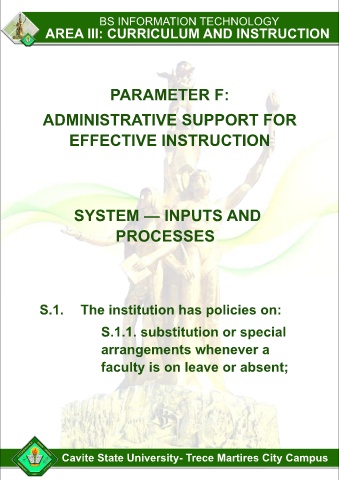 BS INFORMATION TECHNOLOGY
AREA III: CURRICULUM AND INSTRUCTION
PARAMETER F:
ADMINISTRATIVE SUPPORT FOR
EFFECTIVE INSTRUCTION
SYSTEM — INPUTS AND
PROCESSES
S.1. The institution has policies on:
S.1.1. substitution or special
arrangements whenever a
faculty is on leave or absent;
Cavite State University- Trece Martires City Campus